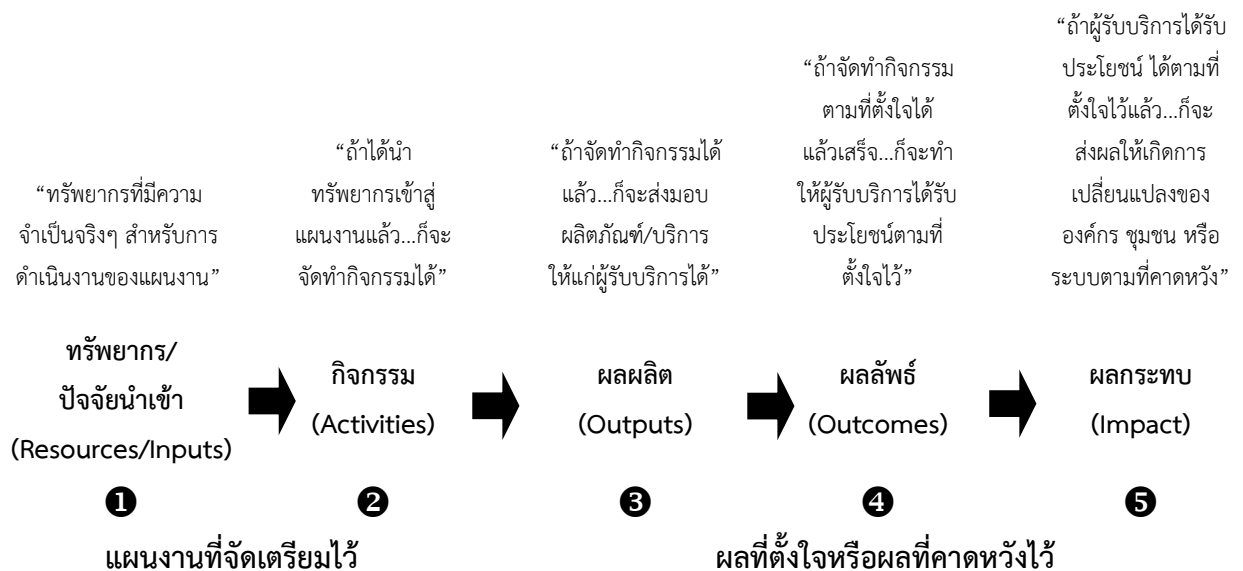 “ทรัพยากรที่มีความ
จำเป็นจริงๆ สำหรับการ
ดำเนินงานของแผนงาน”
“ถ้าได้นำ
ทรัพยากรเข้าสู่
แผนงานแล้ว...ก็จะ
จัดทำกิจกรรมได้”
“ถ้าจัดทำกิจกรรมได้
แล้ว...ก็จะส่งมอบ
ผลิตภัณฑ์/บริการ
ให้แก่ผู้รับบริการได้”
“ถ้าจัดทำกิจกรรม
ตามที่ตั้งใจได้
แล้วเสร็จ...ก็จะทำ
ให้ผู้รับบริการได้รับ
ประโยชน์ตามที่
ตั้งใจไว้”
“ถ้าผู้รับบริการได้รับ
ประโยชน์ ได้ตามที่
ตั้งใจไว้แล้ว...ก็จะ
ส่งผลให้เกิดการ
เปลี่ยนแปลงของ
องค์กร ชุมชน หรือ
ระบบตามที่คาดหวัง”
ทรัพยากร/
ปัจจัยนำเข้า
(Resources/Inputs)
❶
กิจกรรม
(Activities)
❷
ผลผลิต
(Outputs)
❸
ผลลัพธ์
(Outcomes)
❹
ผลกระทบ
(Impact)
❺
แผนงานที่จัดเตรียมไว้
ผลที่ตั้งใจหรือผลที่คาดหวังไว้